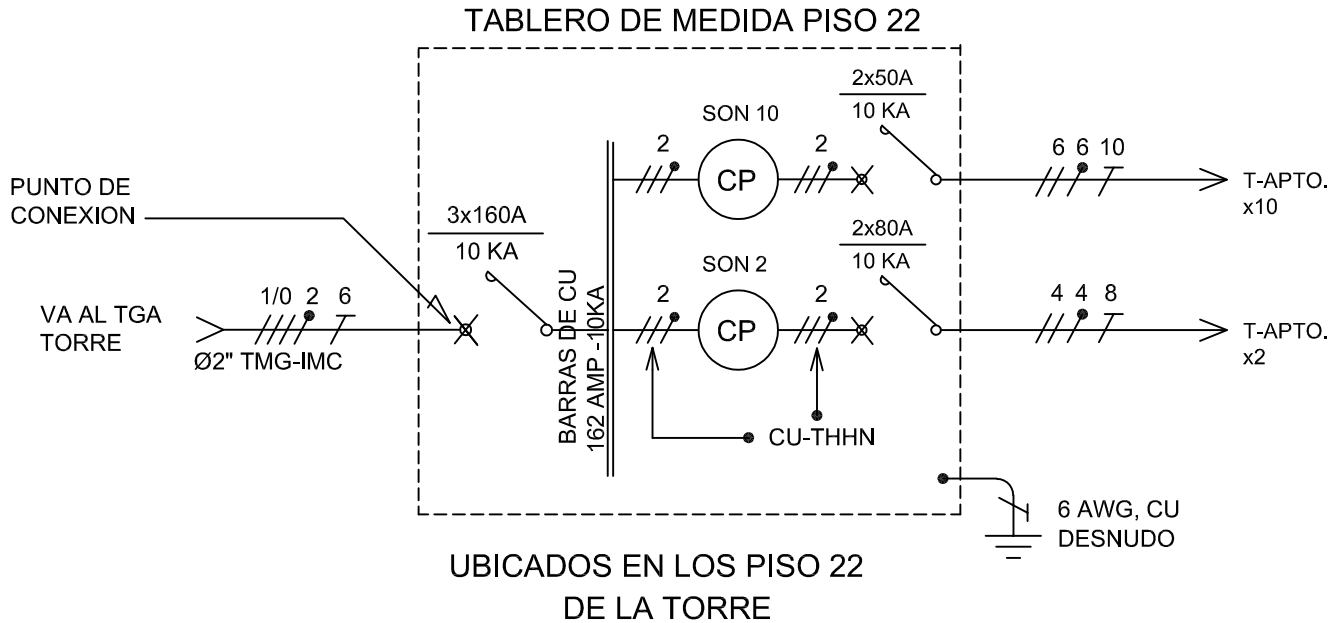 TABLERO DE MEDIDA PISO 22
2x50A
10 KA
SON 10
2
CP
2
6 6 10
T-APTO.
x10
PUNTO DE
CONEXION
3x160A
10 KA
2x80A
10 KA
SON 2
2
CP
2
4 4 8
T-APTO.
x2
VA AL TGA
TORRE
1/0 2 6
Ø2" TMG-IMC
BARRAS DE CU
162 AMP -10KA
CU-THHN
6 AWG, CU
DESNUDO
UBICADOS EN LOS PISO 22
DE LA TORRE